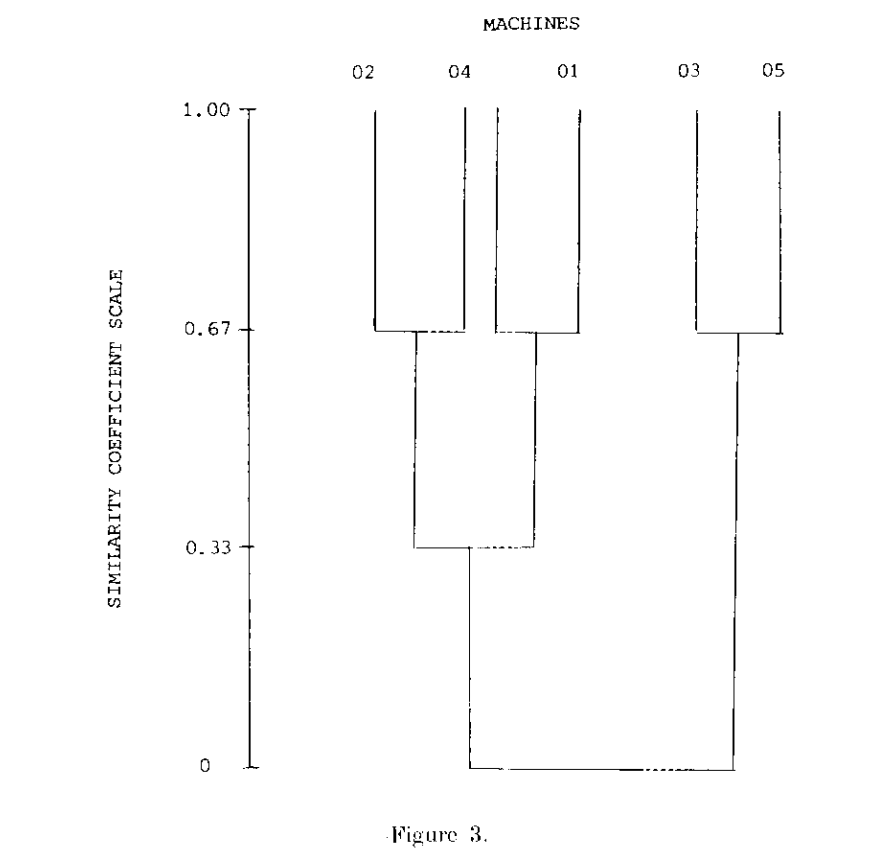 MACHINES
02 04 01 03 05
1.00
0.67
0.33
0
SIMILARITY COEFFICIENT SCALE
Figure 3.